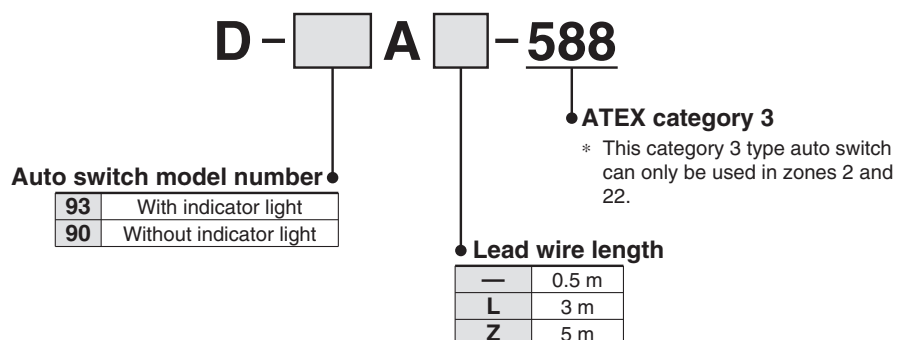 D – A – 588
ATEX category 3
* This category 3 type auto switch
can only be used in zones 2 and
22.
Auto switch model number
93 With indicator light
90 Without indicator light
Lead wire length
— 0.5 m
L 3 m
Z 5 m